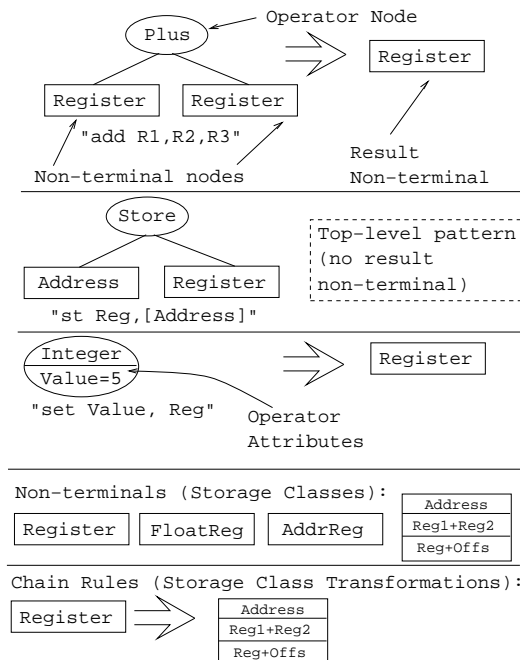 Operator Node
Plus
Register
Register
Register
"add R1,R2,R3"
Non-terminal nodes
Result
Non-terminal
Store
Address
Register
"st Reg,[Address]"
Top-level pattern
(no result
non-terminal)
Integer
Value=5
Register
"set Value, Reg"
Operator
Attributes
Non-terminals (Storage Classes):
Register
FloatReg
AddrReg
Address
Reg1+Reg2
Reg+Offs
Chain Rules (Storage Class Transformations):
Register
Address
Reg1+Reg2
Reg+Offs